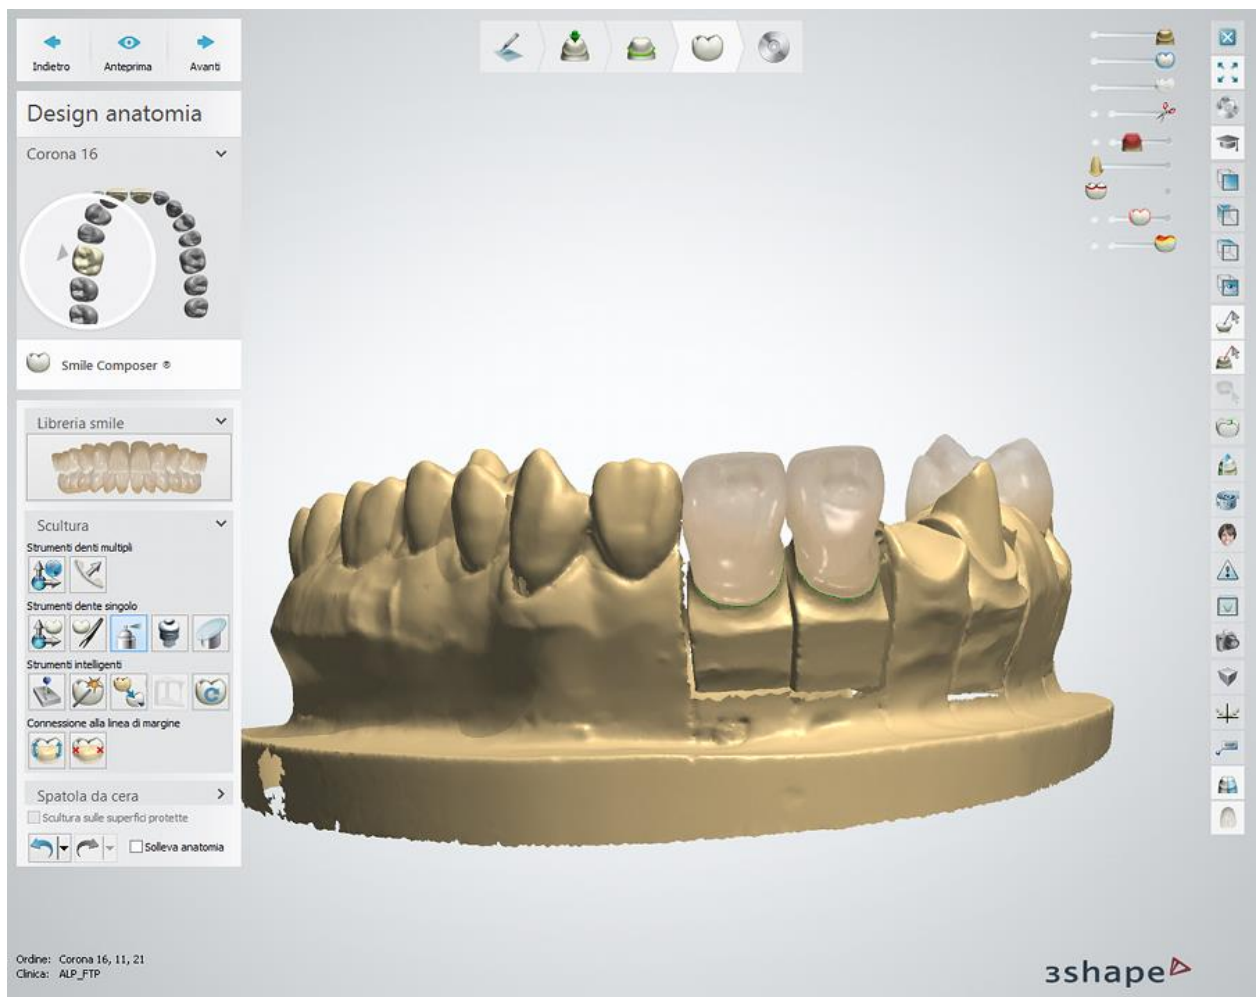 Indietro
Anteprima
Avanti
Design anatomia
Corona 16
Smile Composer ®
Libreria smile
Scultura
Strumenti denti multipli
Strumenti dente singolo
Strumenti intelligenti
Connessione alla linea di margine
Spatola da cera
Scultura sulle superfici protette
Solleva anatomia
Ordine: Corona 16, 11, 21
Clinica: ALP_FTP
3shape